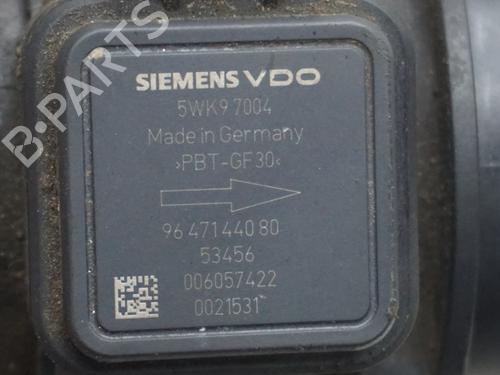 SIEMENS VDO
5WK9 7004
Made in Germany
>PBT-GF30<
96 471 440 80
53456
006057422
0021531
B-PARTS